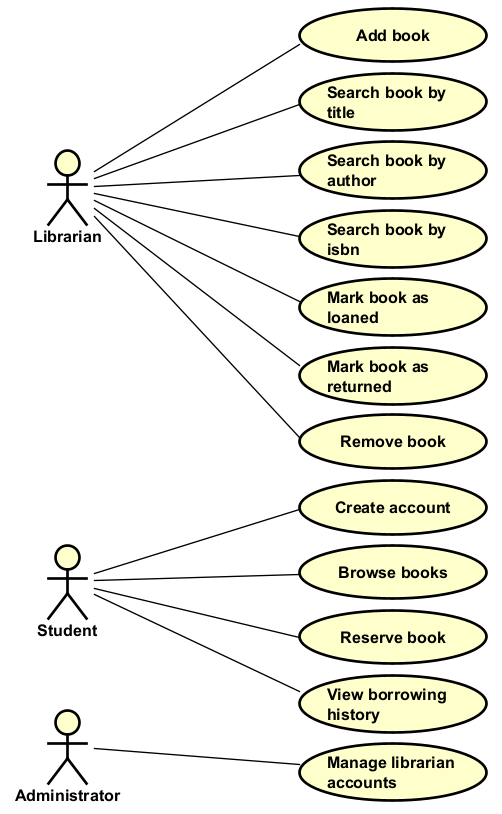 Add book
Search book by
title
Search book by
author
Librarian
Search book by
isbn
Mark book as
loaned
Mark book as
returned
Remove book
Create account
Browse books
Student
Reserve book
View borrowing
history
Manage librarian
accounts
Administrator